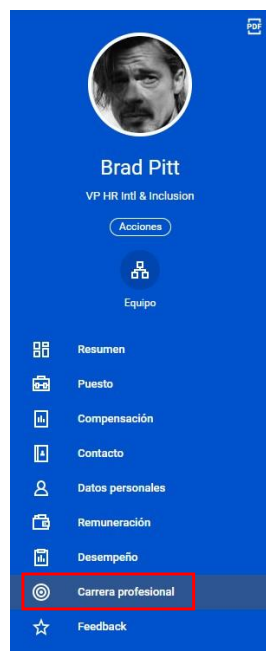 PDF
Brad Pitt
VP HR Intl & Inclusion
Acciones
Equipo
Resumen
Puesto
Compensación
Contacto
Datos personales
Remuneración
Desempeño
Carrera profesional
Feedback